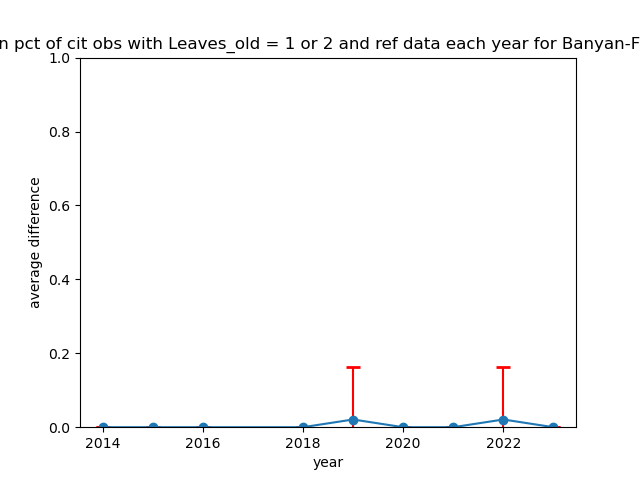 n pct of cit obs with Leaves_old = 1 or 2 and ref data each year for Banyan-F
1.0
0.8
0.6
0.4
0.2
0.0
average difference
2014 2016 2018 2020 2022
year